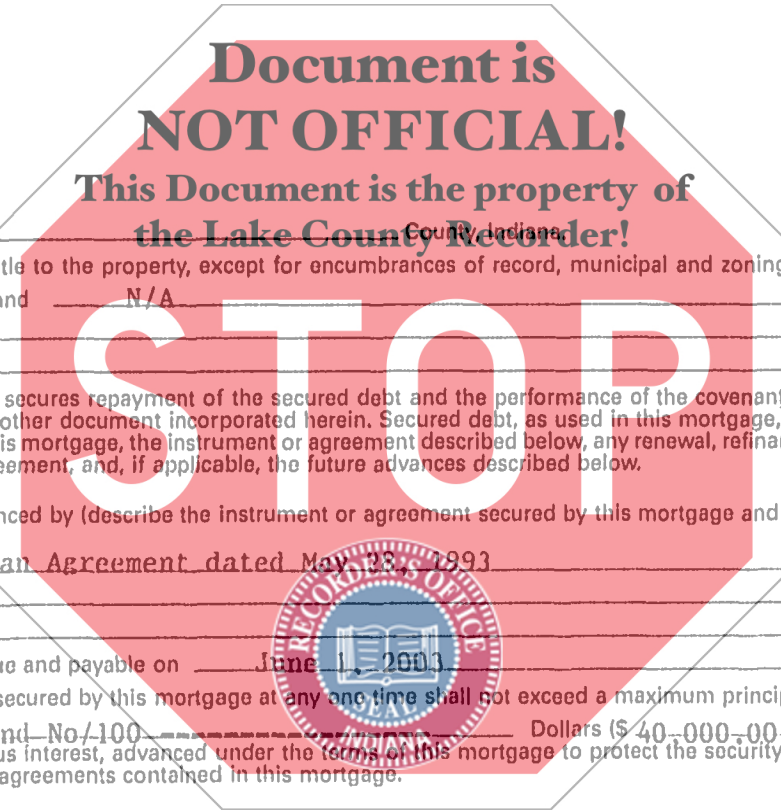 Document is
NOT OFFICIAL!
This Document is the property of
the Lake County Recorder!
County, Indiana,
tle to the property, except for encumbrances of record, municipal and zoning
and N/A
STOP
secures repayment of the secured debt and the performance of the covenant
other document incorporated herein. Secured debt, as used in this mortgage,
is mortgage, the instrument or agreement described below, any renewal, refina
eement, and, if applicable, the future advances described below.
nced by (describe the instrument or agreement secured by this mortgage and
an Agreement dated May 28, 1993
RECORDER'S OFFICE
SEAL
INDIANA
ue and payable on June 1, 2003
secured by this mortgage at any one time shall not exceed a maximum princip
nd No/100 Dollars ($ 40,000.00
us interest, advanced under the terms of this mortgage to protect the security
agreements contained in this mortgage.